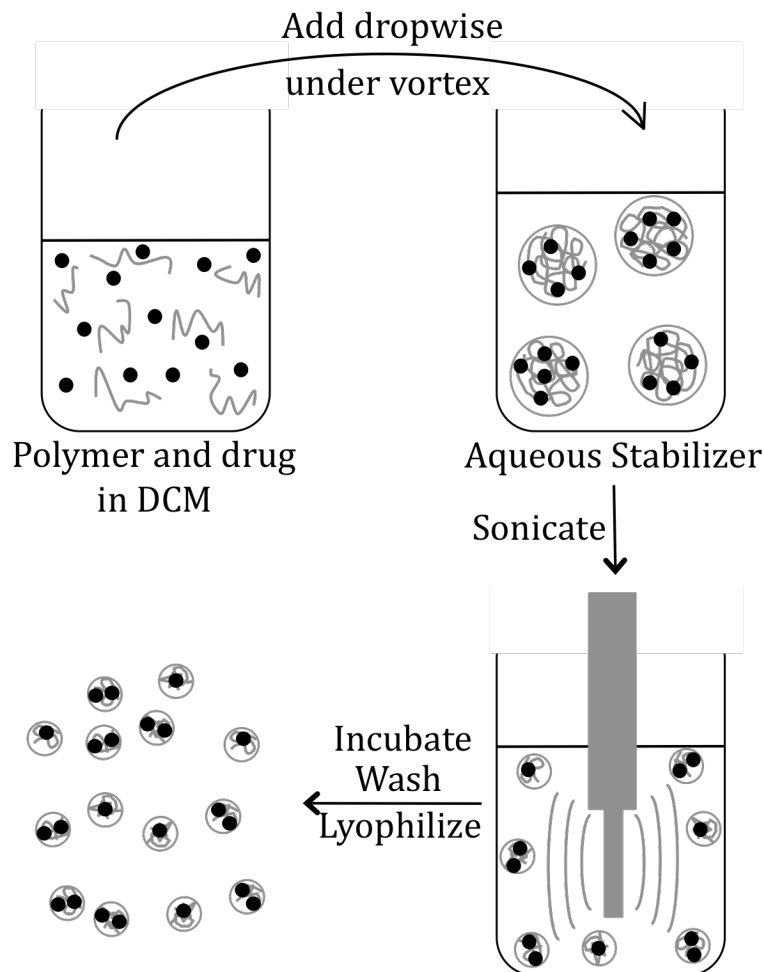 Add dropwise
under vortex
Polymer and drug
in DCM
Aqueous Stabilizer
Sonicate
Incubate
Wash
Lyophilize